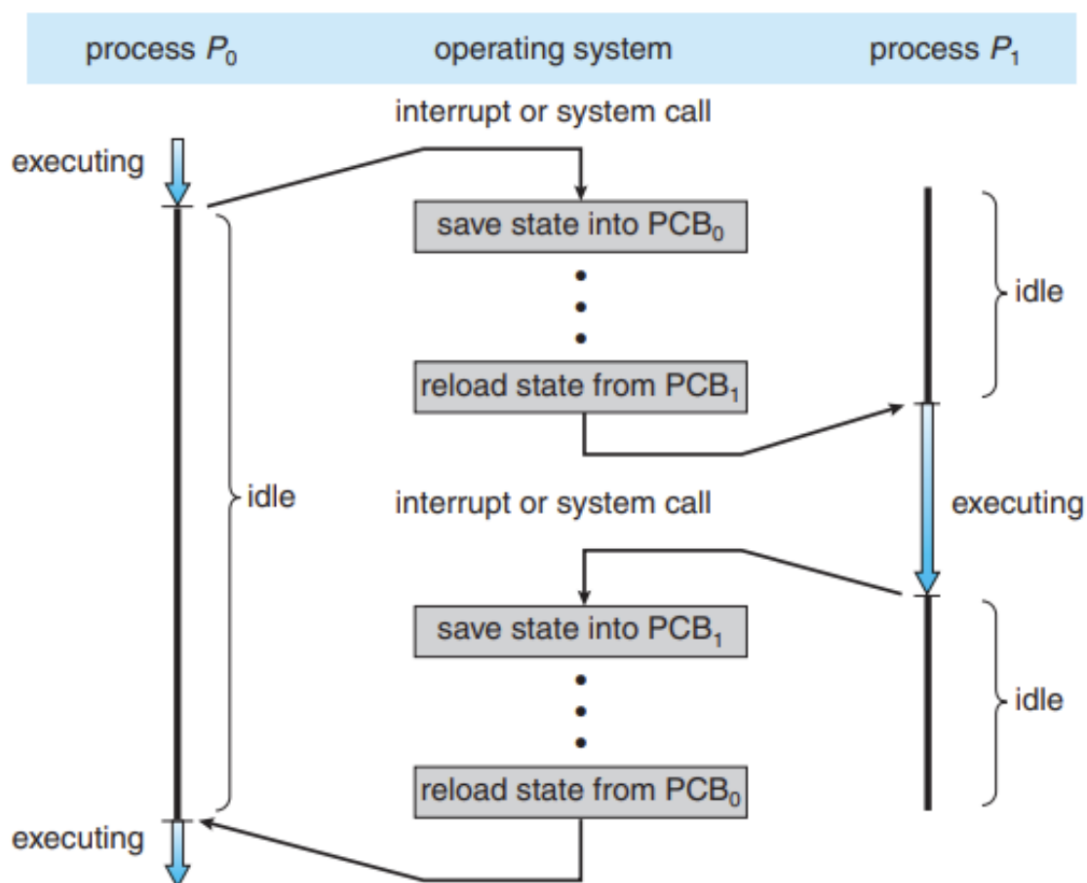 process P₀ operating system process P₁
interrupt or system call
executing
save state into PCB₀
idle
reload state from PCB₁
idle
interrupt or system call
executing
save state into PCB₁
idle
reload state from PCB₀
executing